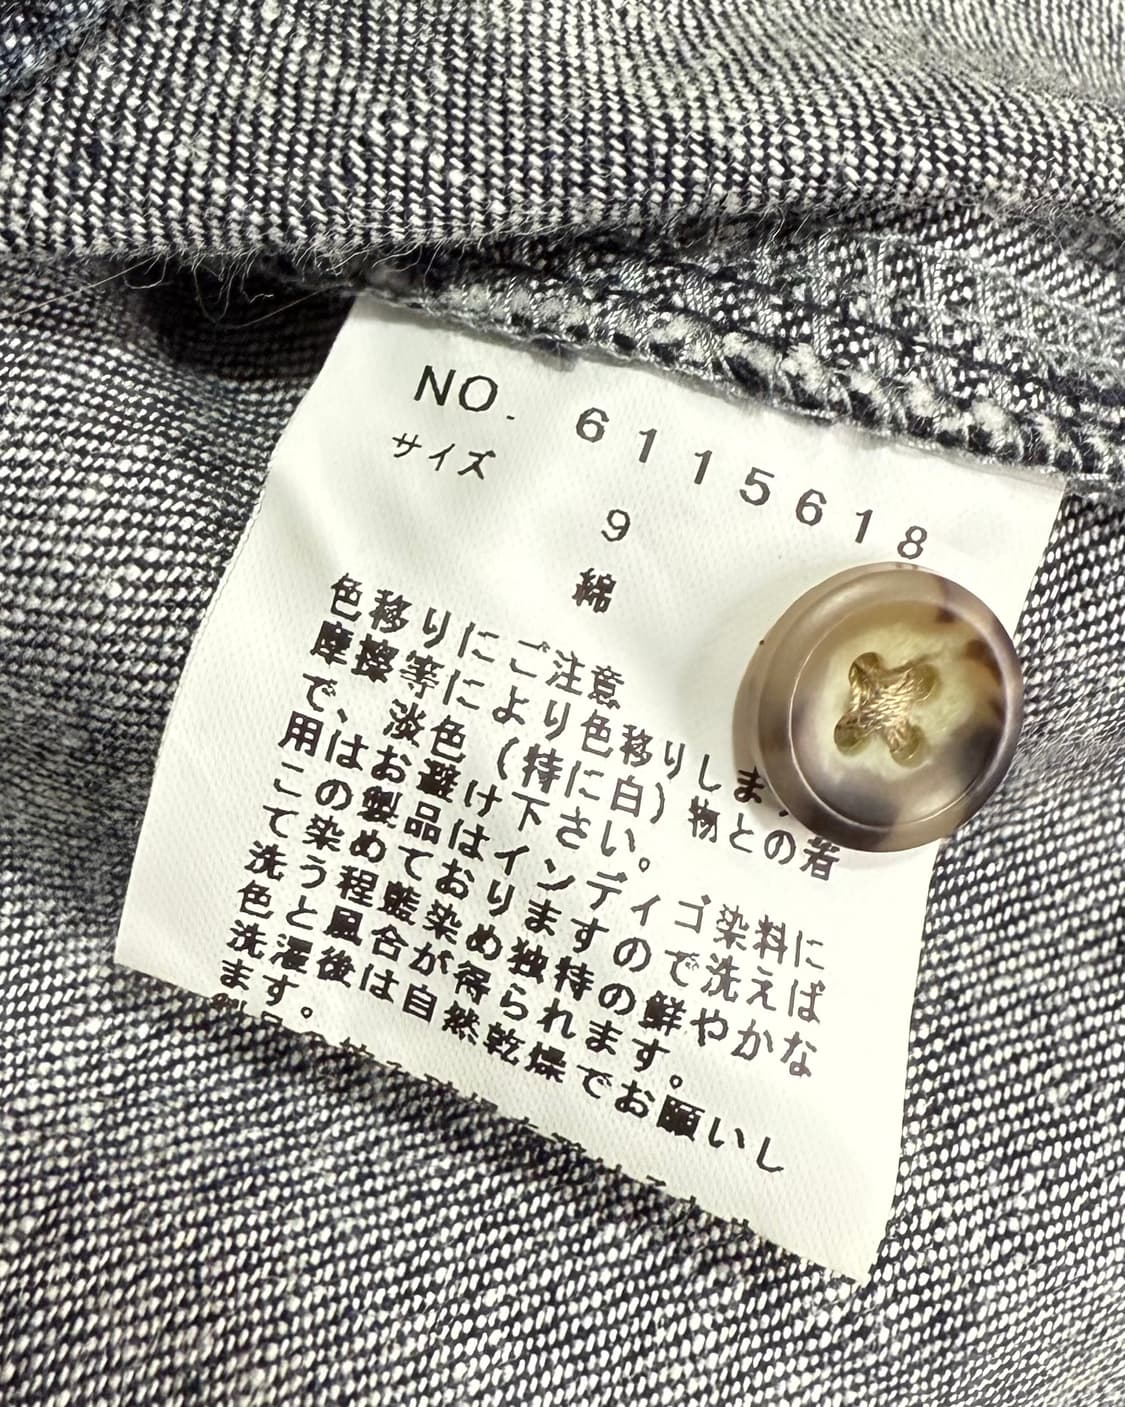 NO. 6115618
サイズ
9
綿
色移りにご注意
摩擦等により色移りしま
で、淡色(特に白)物との着
用はお避け下さい。
この製品はインディゴ染料に
て染めておりますので洗えば
洗う程藍染め独特の鮮やかな
色と風合が得られます。
洗濯後は自然乾燥でお願いし
ます。